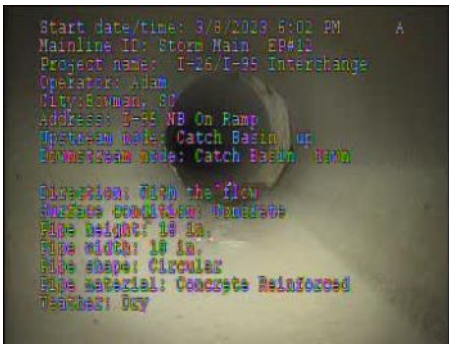 Start date/time: 3/8/2023 6:02 PM A
Mainline ID: Storm Main EP#12
Project name: I-26/I-95 Interchange
Operator: Adam
City:Bowman, SC
Address: I-95 NB On Ramp
Upstream node: Catch Basin up
Downstream node: Catch Basin down
Direction: With the flow
Surface condition: Concrete
Pipe height: 18 in.
Pipe width: 18 in.
Pipe shape: Circular
Pipe material: Concrete Reinforced
Weather: Dry